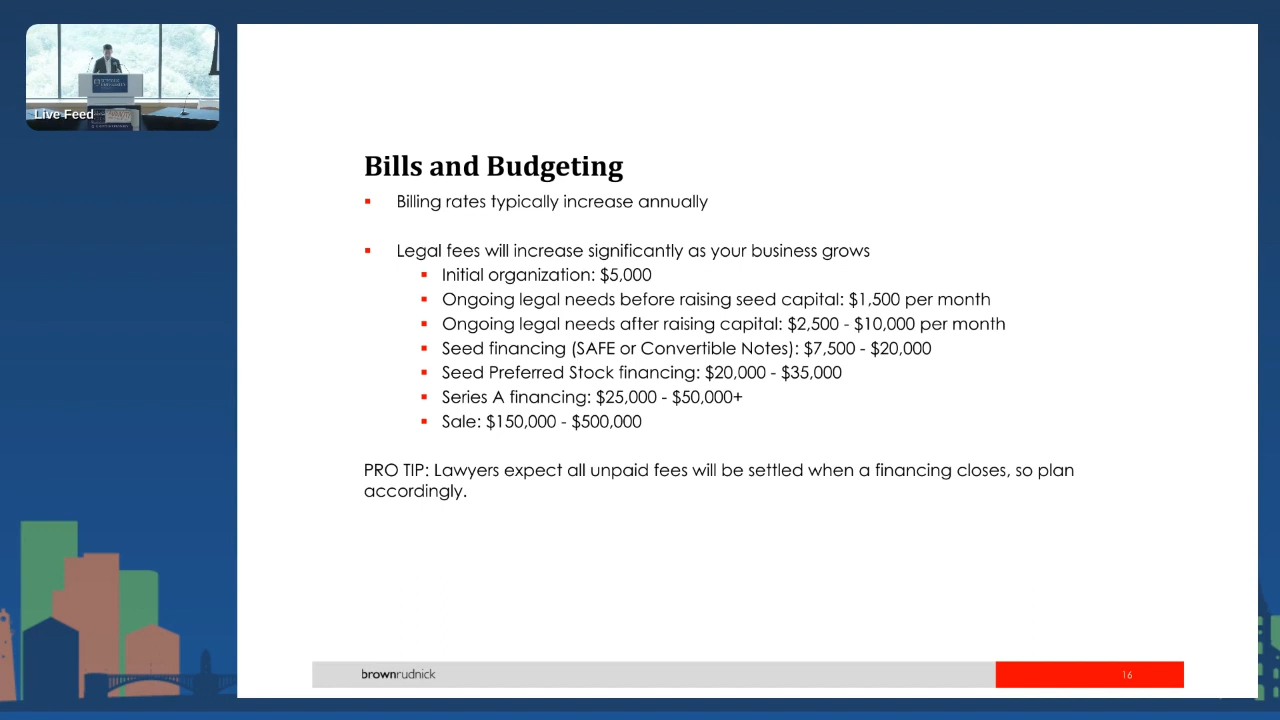 Live Feed
Bills and Budgeting
Billing rates typically increase annually
Legal fees will increase significantly as your business grows
Initial organization: $5,000
Ongoing legal needs before raising seed capital: $1,500 per month
Ongoing legal needs after raising capital: $2,500 - $10,000 per month
Seed financing (SAFE or Convertible Notes): $7,500 - $20,000
Seed Preferred Stock financing: $20,000 - $35,000
Series A financing: $25,000 - $50,000+
Sale: $150,000 - $500,000
PRO TIP: Lawyers expect all unpaid fees will be settled when a financing closes, so plan
accordingly.
brownrudnick
16